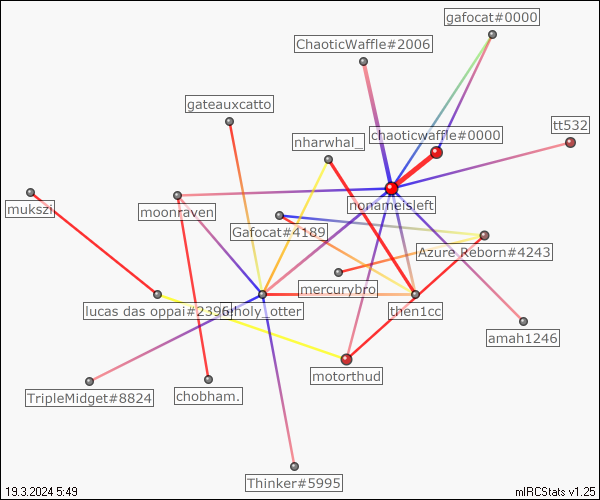 gafocat#0000
ChaoticWaffle#2006
gateauxcatto
tt532
chaoticwaffle#0000
nharwhal_
mukszi
moonraven
nonameisleft
Gafocat#4189
Azure Reborn#4243
mercurybro
lucas das oppai#2396
holy_otter
then1cc
amah1246
motorthud
TripleMidget#8824
chobham.
Thinker#5995
19.3.2024 5:49
mIRCStats v1.25